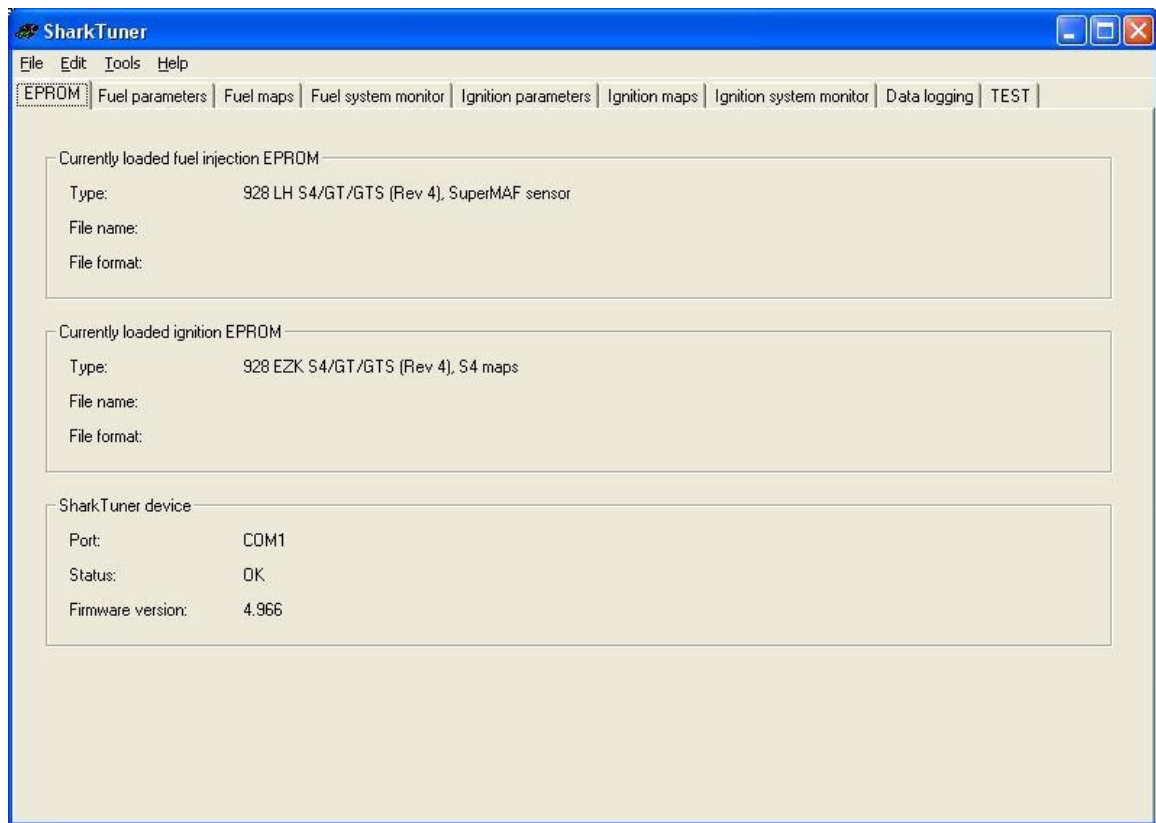 SharkTuner
File Edit Tools Help
EPROM Fuel parameters Fuel maps Fuel system monitor Ignition parameters Ignition maps Ignition system monitor Data logging TEST
Currently loaded fuel injection EPROM
Type: 928 LH S4/GT/GTS (Rev 4), SuperMAF sensor
File name:
File format:
Currently loaded ignition EPROM
Type: 928 EZK S4/GT/GTS (Rev 4), S4 maps
File name:
File format:
SharkTuner device
Port: COM1
Status: OK
Firmware version: 4.966